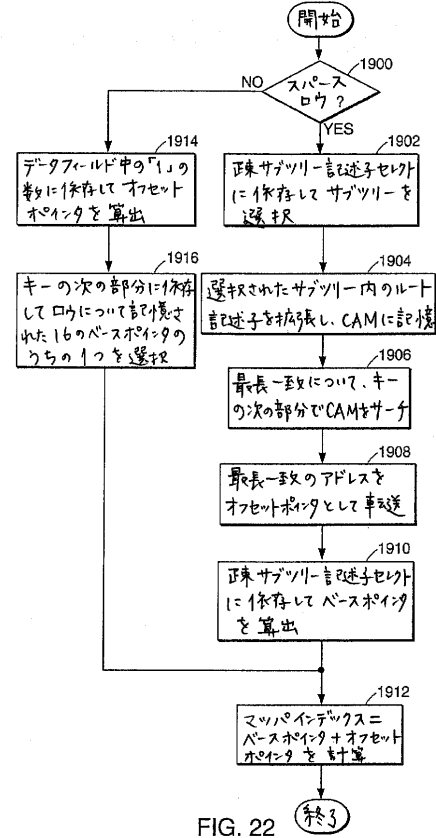 開始
1900
スパース
ロウ?
NO
YES
1914
データフィールド中の「1」の
数に依存してオフセット
ポインタを算出
1902
疎サブツリー記述子セレクト
に依存してサブツリーを
選択
1916
キーの次の部分に依存
してロウについて記憶さ
れた16のベースポインタの
うちの1つを選択
1904
選択されたサブツリー内のルート
記述子を拡張し、CAMに記憶
1906
最長一致について、キー
の次の部分でCAMをサーチ
1908
最長一致のアドレスを
オフセットポインタとして転送
1910
疎サブツリー記述子セレクト
に依存してベースポインタ
を算出
1912
マッパインデックス=
ベースポインタ+オフセット
ポインタを計算
終了
FIG. 22